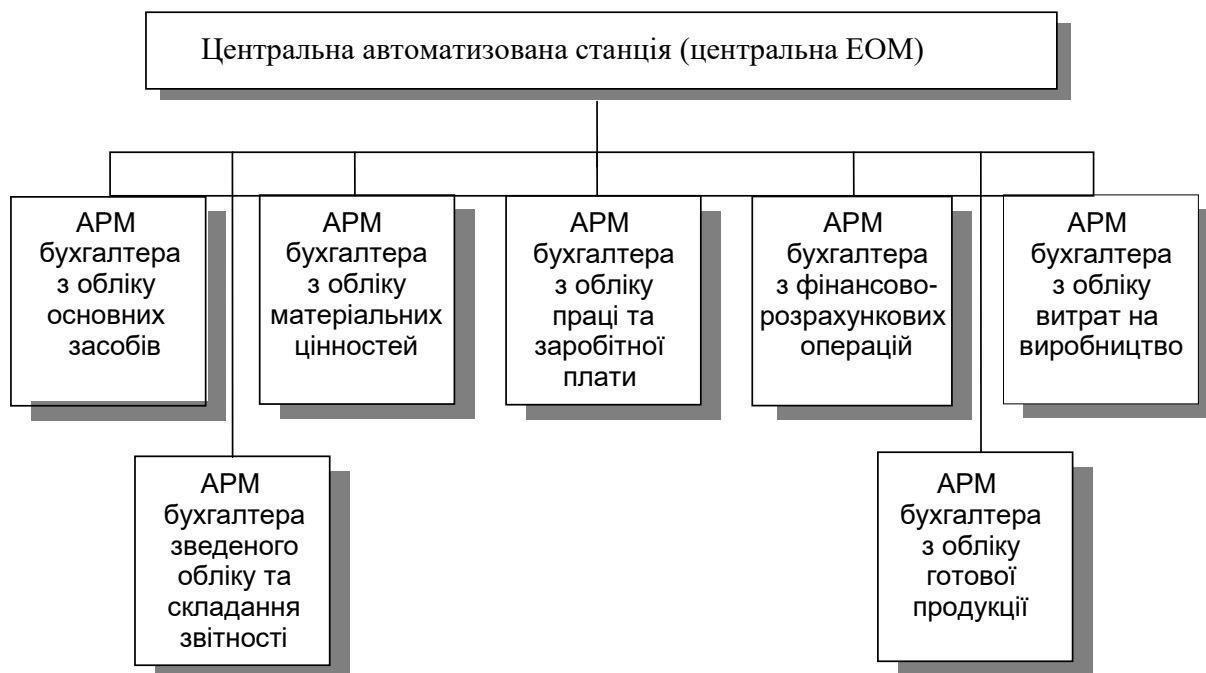 Центральна автоматизована станція (центральна ЕОМ)
АРМ
бухгалтера
з обліку
основних
засобів
АРМ
бухгалтера
з обліку
матеріальних
цінностей
АРМ
бухгалтера
з обліку
праці та
заробітної
плати
АРМ
бухгалтера
з фінансово-
розрахункових
операцій
АРМ
бухгалтера
з обліку
витрат на
виробництво
АРМ
бухгалтера
зведеного
обліку та
складання
звітності
АРМ
бухгалтера
з обліку
готової
продукції